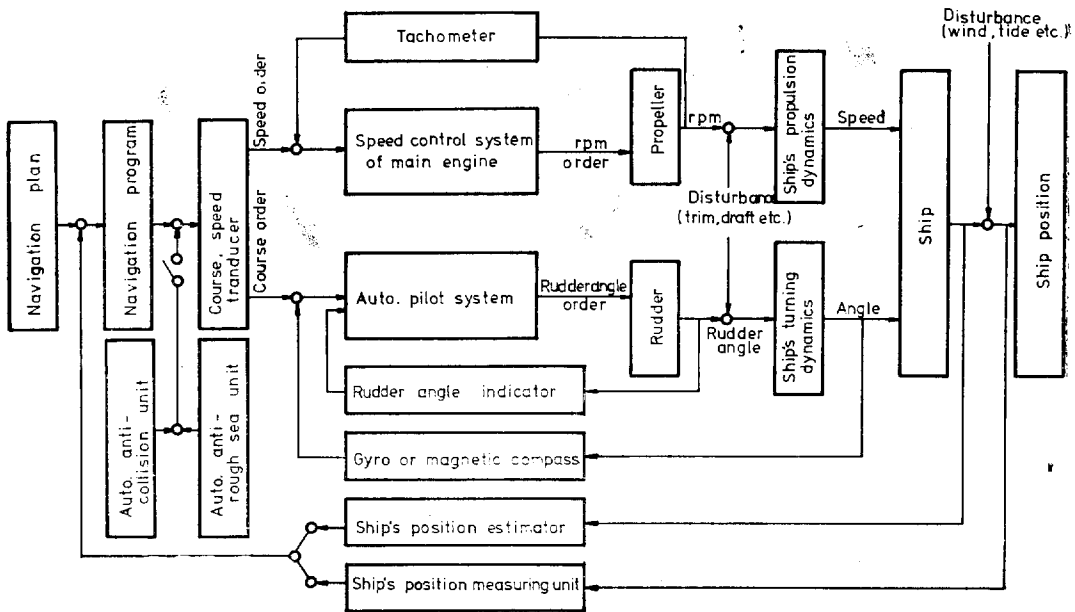 Navigation plan
Navigation program
Course, speed
tranducer
Speed order
Course order
Auto. anti-
collision unit
Auto. anti-
rough sea unit
Tachometer
Speed control system
of main engine
rpm
order
Propeller
rpm
Ship's propulsion
dynamics
Speed
Disturbance
(trim, draft etc.)
Auto. pilot system
Rudderangle
order
Rudder
Rudder
angle
Ship's turning
dynamics
Angle
Rudder angle indicator
Gyro or magnetic compass
Ship's position estimator
Ship's position measuring unit
Ship
Disturbance
(wind, tide etc.)
Ship position